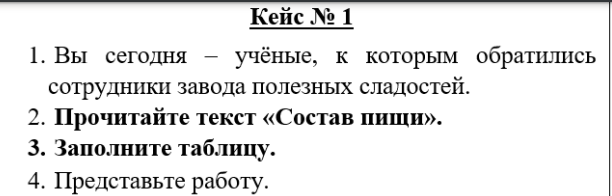 Кейс № 1
1. Вы сегодня – учёные, к которым обратились
сотрудники завода полезных сладостей.
2. Прочитайте текст «Состав пищи».
3. Заполните таблицу.
4. Представьте работу.